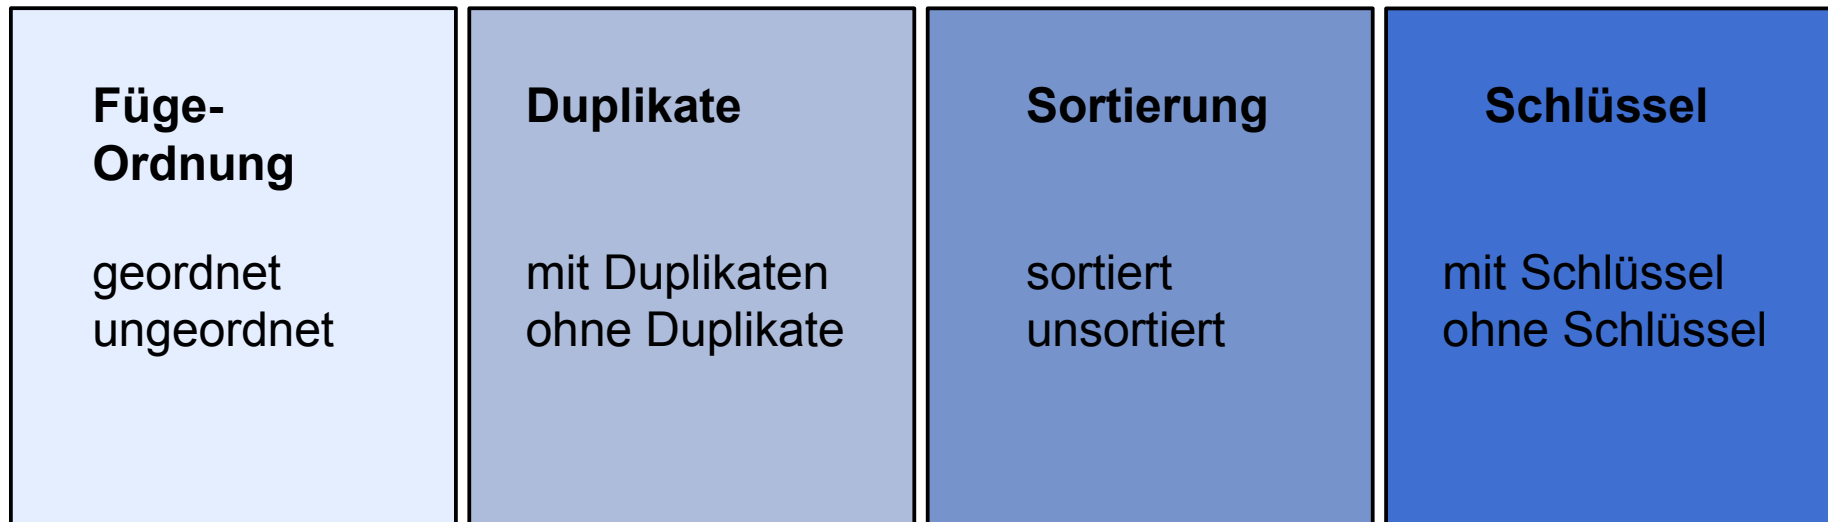 Füge-
Ordnung
geordnet
ungeordnet
Duplikate
mit Duplikaten
ohne Duplikate
Sortierung
sortiert
unsortiert
Schlüssel
mit Schlüssel
ohne Schlüssel